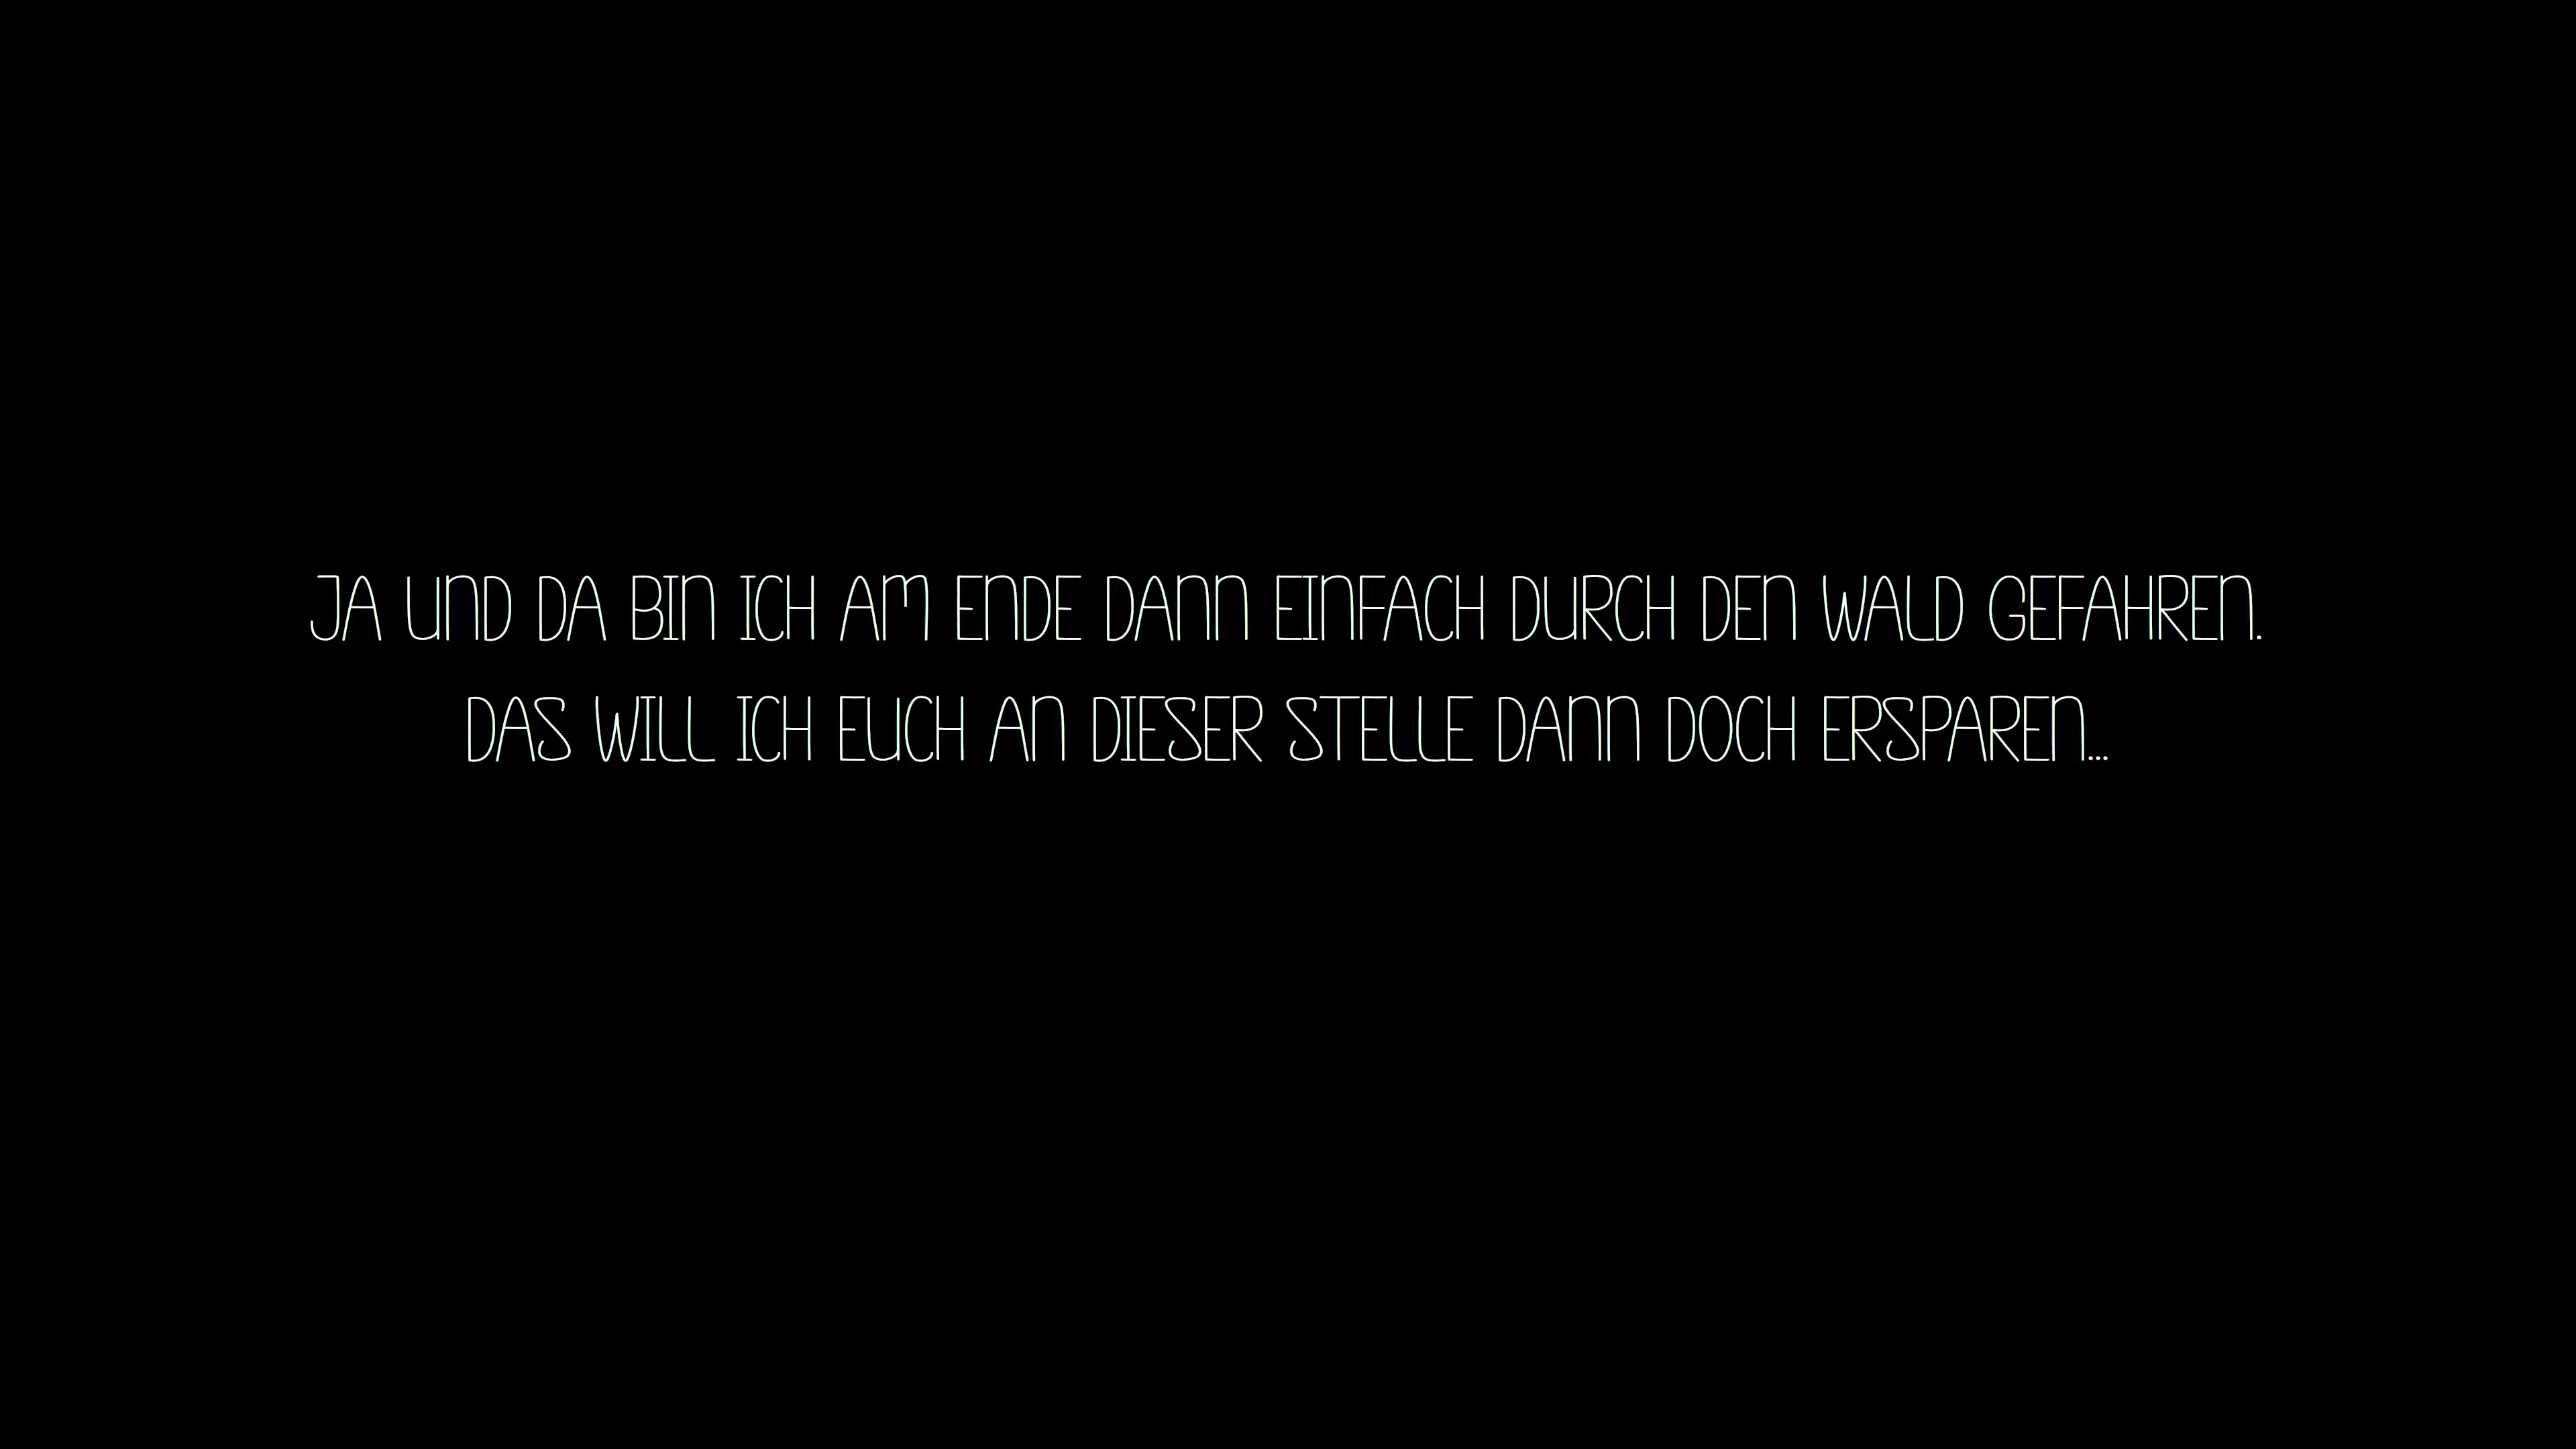 JA UND DA BIN ICH AM ENDE DANN EINFACH DURCH DEN WALD GEFAHREN.
DAS WILL ICH EUCH AN DIESER STELLE DANN DOCH ERSPAREN...